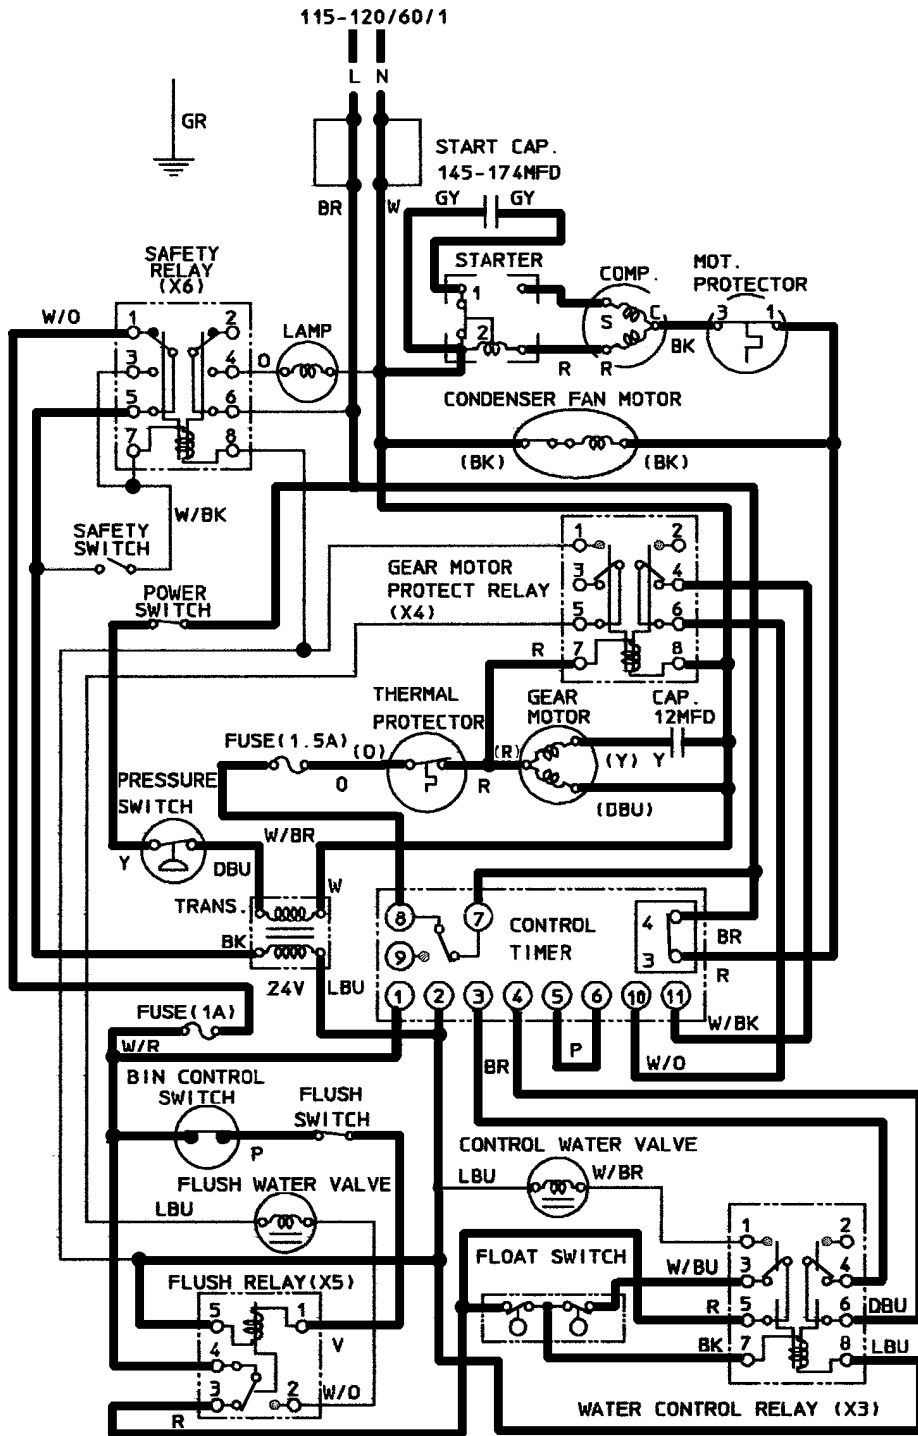 115-120/60/1
L N
GR
START CAP.
145-174MFD
GY GY
BR W
SAFETY
RELAY
(X6)
STARTER
COMP.
MOT.
PROTECTOR
W/O
1 2
LAMP
1
S C
3 1
3 4
O
2
BK
R R
5 6
CONDENSER FAN MOTOR
7 8
(BK) (BK)
W/BK
SAFETY
SWITCH
1 2
GEAR MOTOR
PROTECT RELAY
(X4)
3 4
POWER
SWITCH
5 6
R 7 8
THERMAL
PROTECTOR
GEAR
MOTOR
CAP.
12MFD
FUSE(1.5A)
(O) (R)
(Y) Y
O R
PRESSURE
SWITCH
(DBU)
W/BR
Y DBU
W
TRANS.
8 7
CONTROL
TIMER
4
BR
BK
9
3
R
24V LBU
1 2 3 4 5 6 10 11
FUSE(1A)
W/BK
W/R
BR P W/O
BIN CONTROL
SWITCH
FLUSH
SWITCH
P
CONTROL WATER VALVE
LBU W/BR
FLUSH WATER VALVE
LBU
1 2
FLOAT SWITCH
W/BU
3 4
FLUSH RELAY(X5)
5 1
R 5 6 DBU
V
BK 7 8 LBU
4
3 2 W/O
R
WATER CONTROL RELAY (X3)